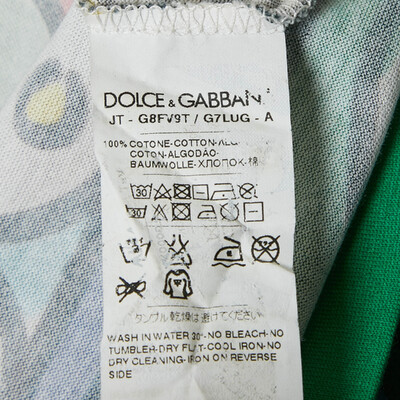 DOLCE & GABBANA
JT - G8FV9T / G7LUG - A
100% COTONE-COTTON-
COTON-ALGODÃO-
BAUMWOLLE-ХЛОПОК-棉
30
30
タンブル乾燥は避けてください
WASH IN WATER 30°-NO BLEACH-NO
TUMBLER-DRY FLAT-COOL IRON-NO
DRY CLEANING-IRON ON REVERSE
SIDE